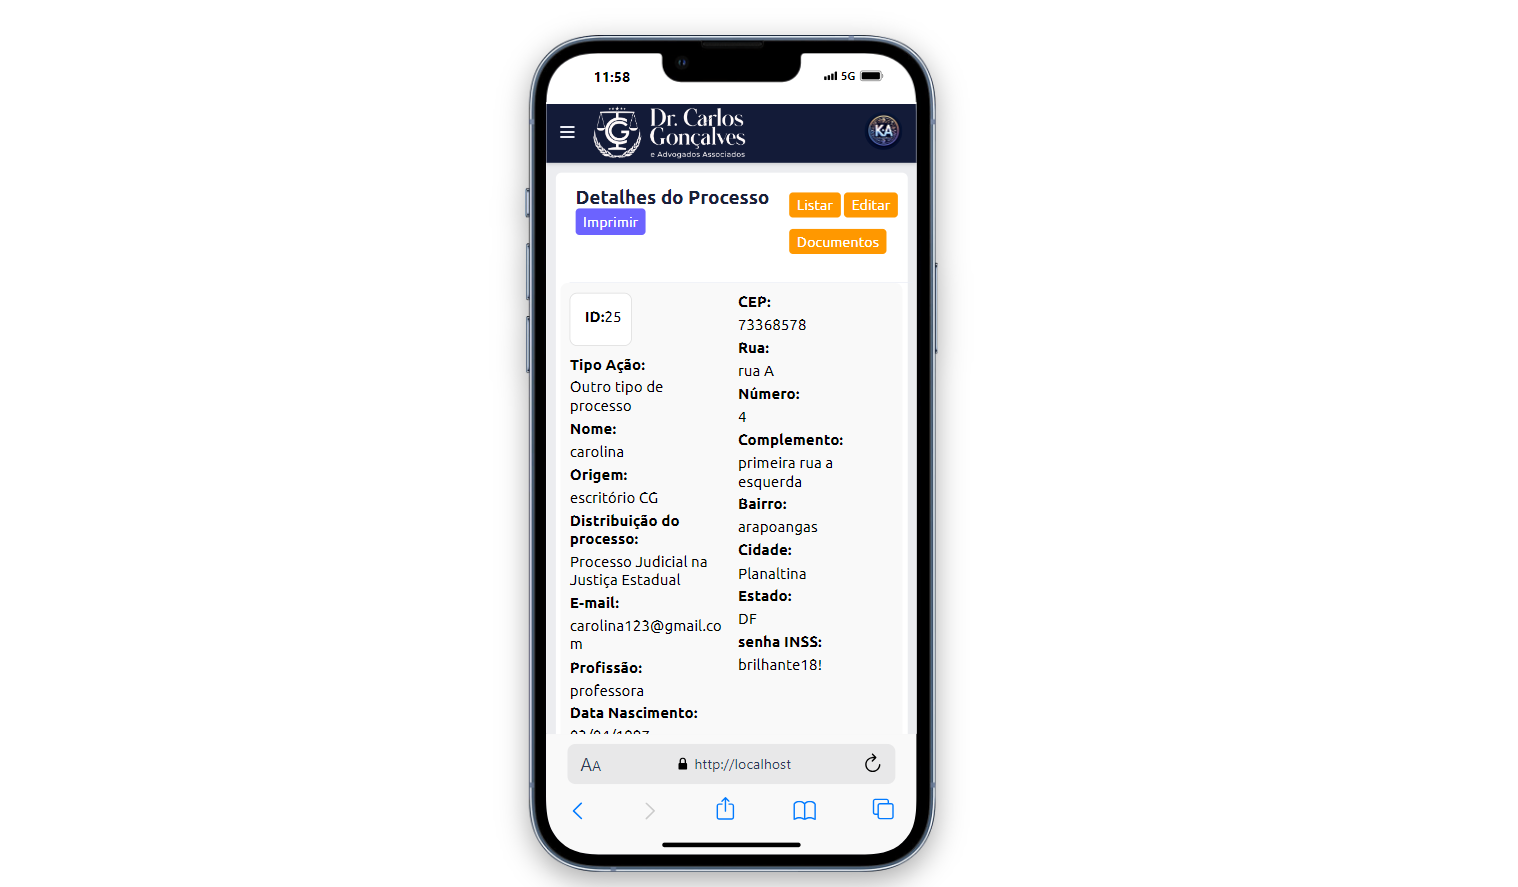 11:58
5G
CG
Dr. Carlos
Gonçalves
e Advogados Associados
KA
Detalhes do Processo
Imprimir
Listar
Editar
Documentos
ID:25
Tipo Ação:
Outro tipo de
processo
Nome:
carolina
Origem:
escritório CG
Distribuição do
processo:
Processo Judicial na
Justiça Estadual
E-mail:
carolina123@gmail.co
m
Profissão:
professora
Data Nascimento:
CEP:
73368578
Rua:
rua A
Número:
4
Complemento:
primeira rua a
esquerda
Bairro:
arapoangas
Cidade:
Planaltina
Estado:
DF
senha INSS:
brilhante18!
AA
http://localhost